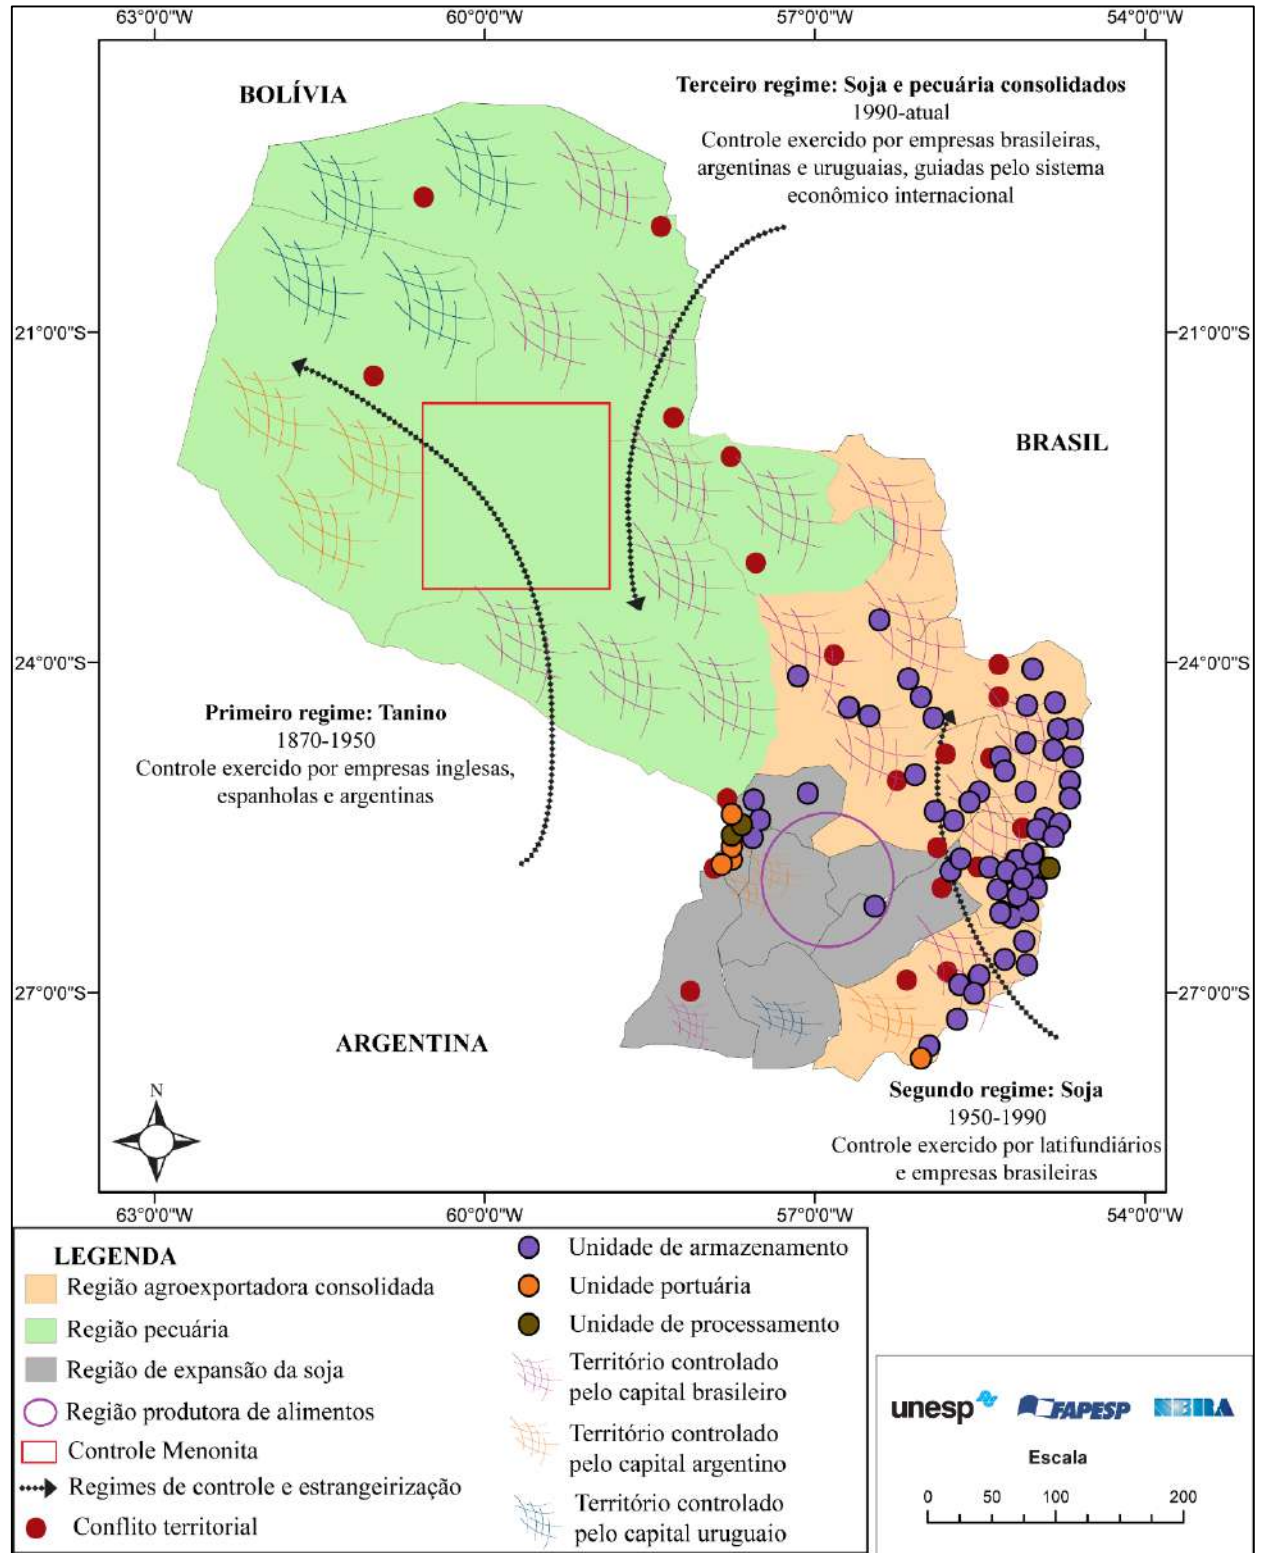 63°0'0"W 60°0'0"W 57°0'0"W 54°0'0"W
BOLÍVIA
Terceiro regime: Soja e pecuária consolidados
1990-atual
Controle exercido por empresas brasileiras,
argentinas e uruguaias, guiadas pelo sistema
econômico internacional
21°0'0"S 21°0'0"S
BRASIL
24°0'0"S 24°0'0"S
Primeiro regime: Tanino
1870-1950
Controle exercido por empresas inglesas,
espanholas e argentinas
27°0'0"S 27°0'0"S
ARGENTINA
N
Segundo regime: Soja
1950-1990
Controle exercido por latifundiários
e empresas brasileiras
63°0'0"W 60°0'0"W 57°0'0"W 54°0'0"W
LEGENDA
Região agroexportadora consolidada
Região pecuária
Região de expansão da soja
Região produtora de alimentos
Controle Menonita
Regimes de controle e estrangeirização
Conflito territorial
Unidade de armazenamento
Unidade portuária
Unidade de processamento
Território controlado
pelo capital brasileiro
Território controlado
pelo capital argentino
Território controlado
pelo capital uruguaio
unesp FAPESP NERA
Escala
0 50 100 200